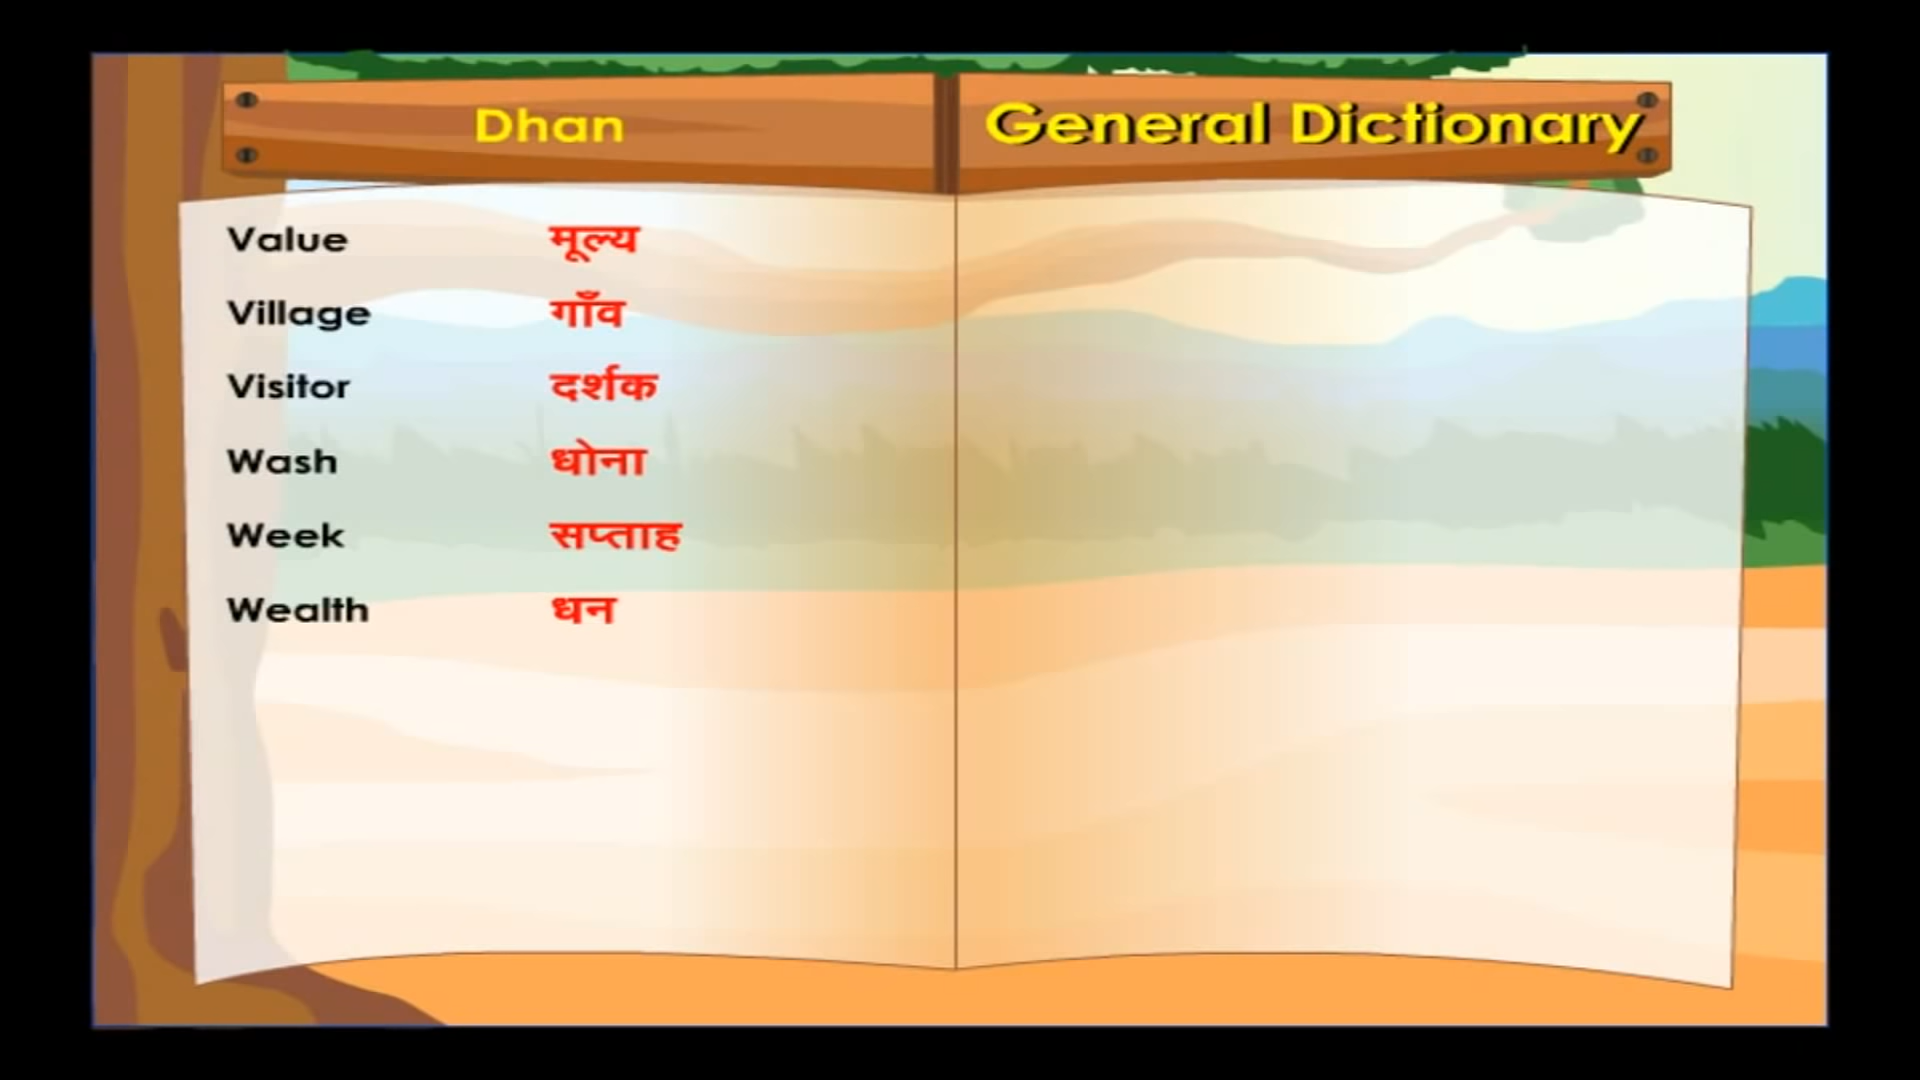 Dhan
General Dictionary
Value मूल्य
Village गाँव
Visitor दर्शक
Wash धोना
Week सप्ताह
Wealth धन